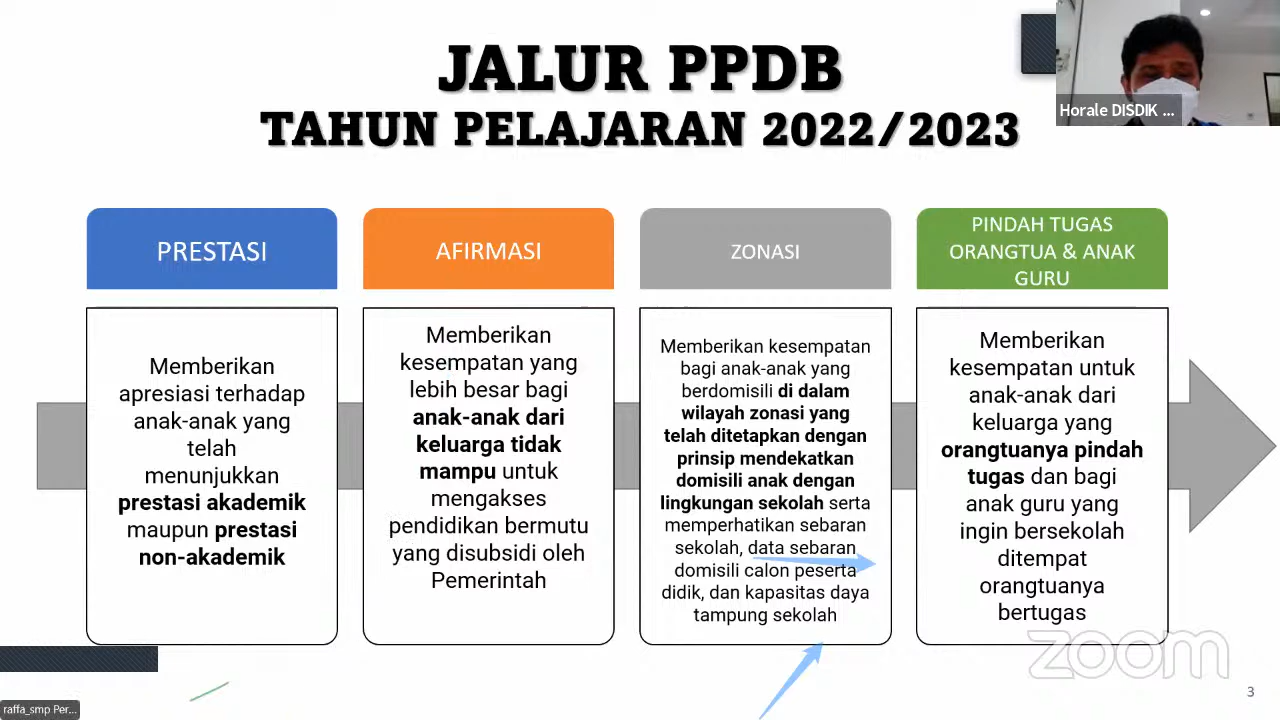 JALUR PPDB
TAHUN PELAJARAN 2022/2023
Horale DISDIK ...
PRESTASI
Memberikan
apresiasi terhadap
anak-anak yang
telah
menunjukkan
prestasi akademik
maupun prestasi
non-akademik
AFIRMASI
Memberikan
kesempatan yang
lebih besar bagi
anak-anak dari
keluarga tidak
mampu untuk
mengakses
pendidikan bermutu
yang disubsidi oleh
Pemerintah
ZONASI
Memberikan kesempatan
bagi anak-anak yang
berdomisili di dalam
wilayah zonasi yang
telah ditetapkan dengan
prinsip mendekatkan
domisili anak dengan
lingkungan sekolah serta
memperhatikan sebaran
sekolah, data sebaran
domisili calon peserta
didik, dan kapasitas daya
tampung sekolah
PINDAH TUGAS
ORANGTUA & ANAK
GURU
Memberikan
kesempatan untuk
anak-anak dari
keluarga yang
orangtuanya pindah
tugas dan bagi
anak guru yang
ingin bersekolah
ditempat
orangtuanya
bertugas
zoom
3
raffa_smp Per...